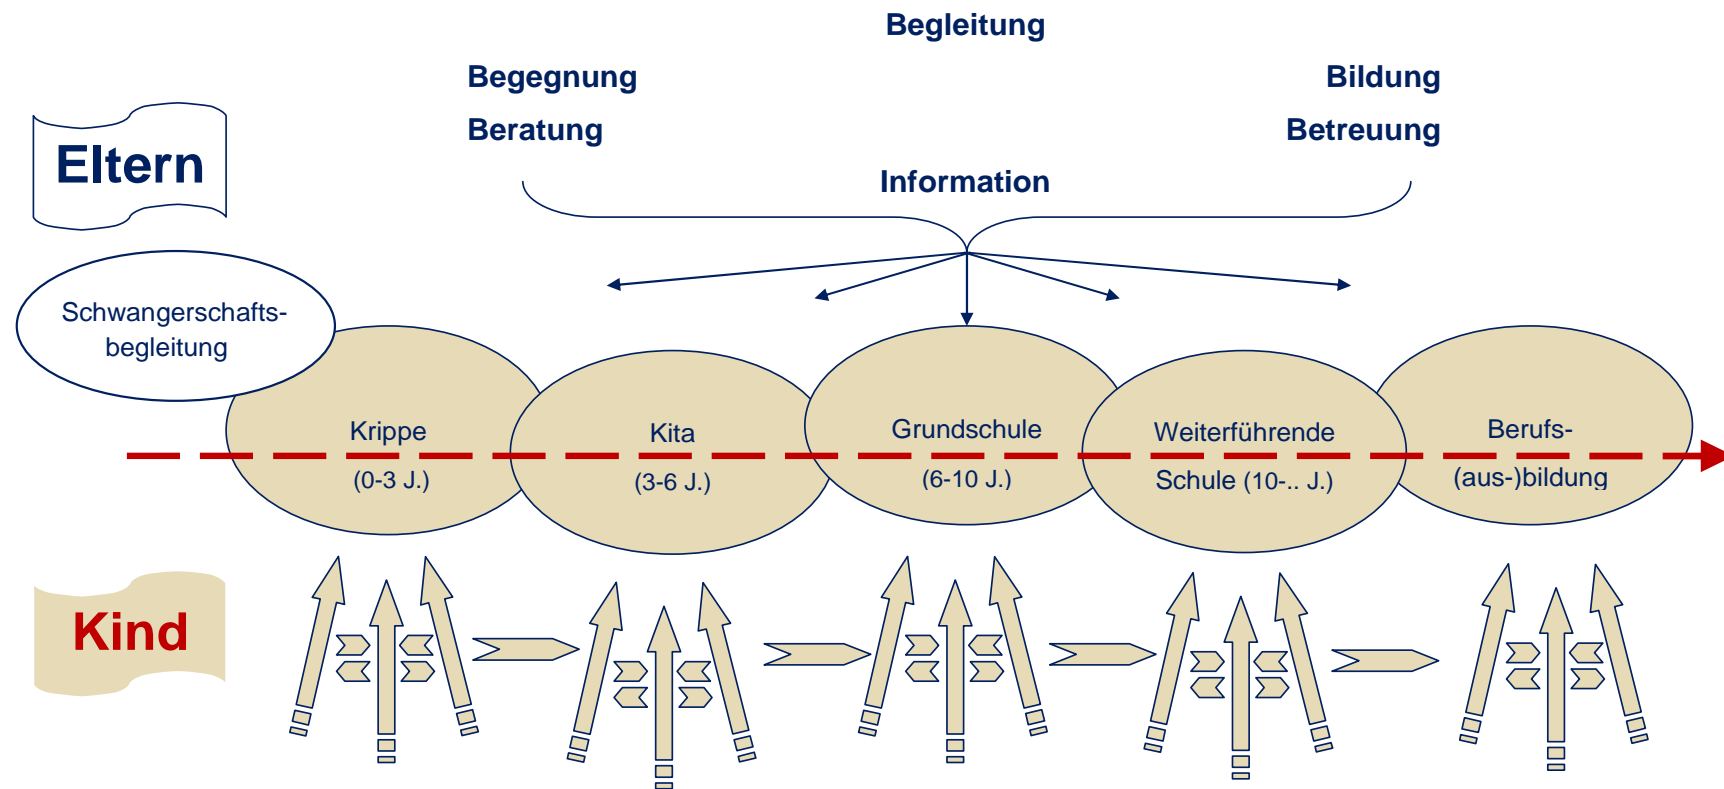 Begleitung
Begegnung
Bildung
Beratung
Betreuung
Eltern
Information
Schwangerschafts-
begleitung
Krippe
(0-3 J.)
Kita
(3-6 J.)
Grundschule
(6-10 J.)
Weiterführende
Schule (10-.. J.)
Berufs-
(aus-)bildung
Kind